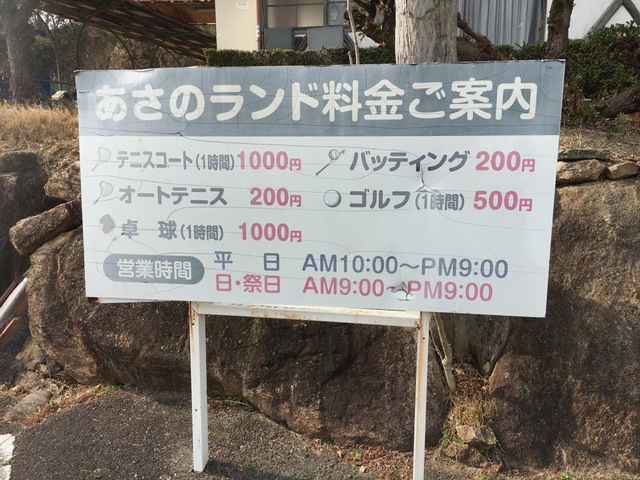 あさのランド料金ご案内
テニスコート(1時間) 1000円 バッティング 200円
オートテニス 200円 ゴルフ(1時間) 500円
卓球(1時間) 1000円
営業時間 平日 AM10:00~PM9:00
日・祭日 AM9:00~PM9:00